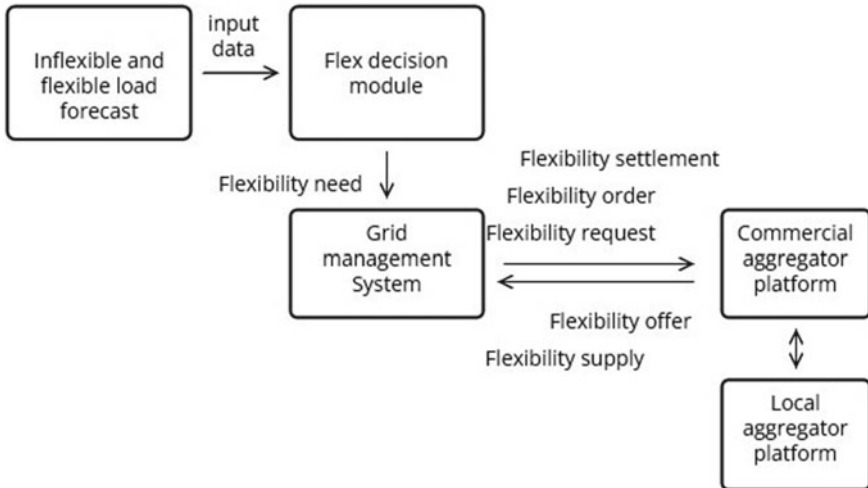 input
data
Inflexible and
flexible load
forecast
Flex decision
module
Flexibility settlement
Flexibility need
Flexibility order
Grid
management
System
Flexibility request
Commercial
aggregator
platform
Flexibility offer
Flexibility supply
Local
aggregator
platform